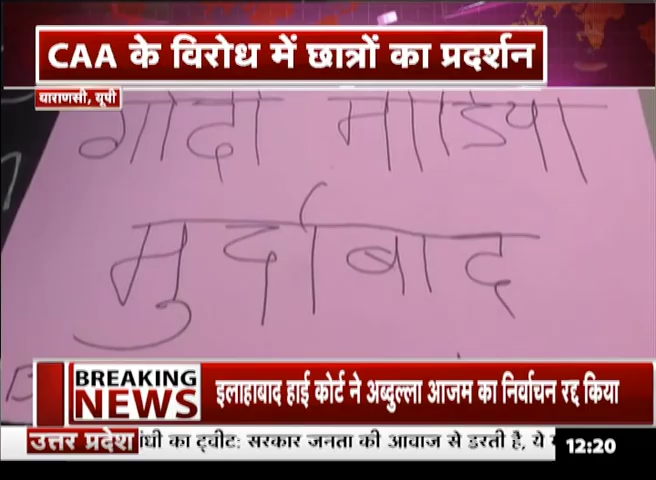 CAA के विरोध में छात्रों का प्रदर्शन
वाराणसी, यूपी
गोदी मीडिया
मुर्दाबाद
BREAKING NEWS
इलाहाबाद हाई कोर्ट ने अब्दुल्ला आजम का निर्वाचन रद्द किया
उत्तर प्रदेश
का ट्वीट: सरकार जनता की आवाज से डरती है, ये
12:20